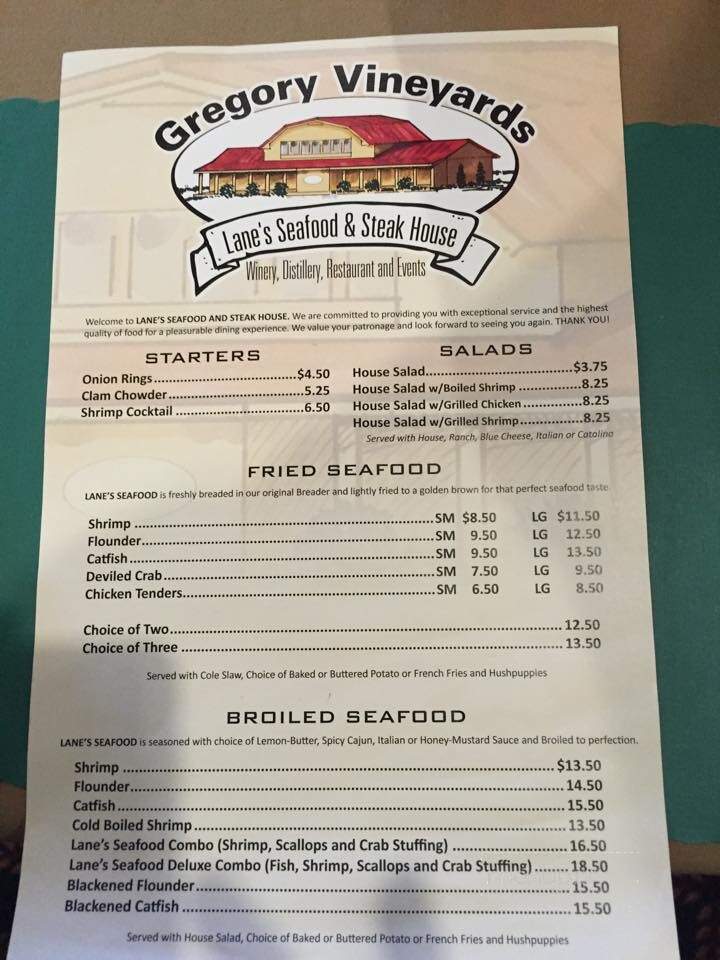 Gregory Vineyards
Lane's Seafood & Steak House
Winery, Distillery, Restaurant and Events
Welcome to LANE'S SEAFOOD AND STEAK HOUSE. We are committed to providing you with exceptional service and the highest
quality of food for a pleasurable dining experience. We value your patronage and look forward to seeing you again. THANK YOU!
STARTERS
Onion Rings.................................$4.50
Clam Chowder................................5.25
Shrimp Cocktail .............................6.50
SALADS
House Salad..................................$3.75
House Salad w/Boiled Shrimp ..............8.25
House Salad w/Grilled Chicken .............8.25
House Salad w/Grilled Shrimp..............8.25
Served with House, Ranch, Blue Cheese, Italian or Catalina
FRIED SEAFOOD
LANE'S SEAFOOD is freshly breaded in our original Breader and lightly fried to a golden brown for that perfect seafood taste
Shrimp ........................................SM $8.50 LG $11.50
Flounder.......................................SM 9.50 LG 12.50
Catfish........................................SM 9.50 LG 13.50
Deviled Crab...................................SM 7.50 LG 9.50
Chicken Tenders................................SM 6.50 LG 8.50
Choice of Two.................................................. 12.50
Choice of Three ............................................... 13.50
Served with Cole Slaw, Choice of Baked or Buttered Potato or French Fries and Hushpuppies
BROILED SEAFOOD
LANE'S SEAFOOD is seasoned with choice of Lemon-Butter, Spicy Cajun, Italian or Honey-Mustard Sauce and Broiled to perfection.
Shrimp ........................................................ $13.50
Flounder....................................................... 14.50
Catfish ........................................................ 15.50
Cold Boiled Shrimp ............................................. 13.50
Lane's Seafood Combo (Shrimp, Scallops and Crab Stuffing) ...................... 16.50
Lane's Seafood Deluxe Combo (Fish, Shrimp, Scallops and Crab Stuffing) ........ 18.50
Blackened Flounder............................................. 15.50
Blackened Catfish .............................................. 15.50
Served with House Salad, Choice of Baked or Buttered Potato or French Fries and Hushpuppies